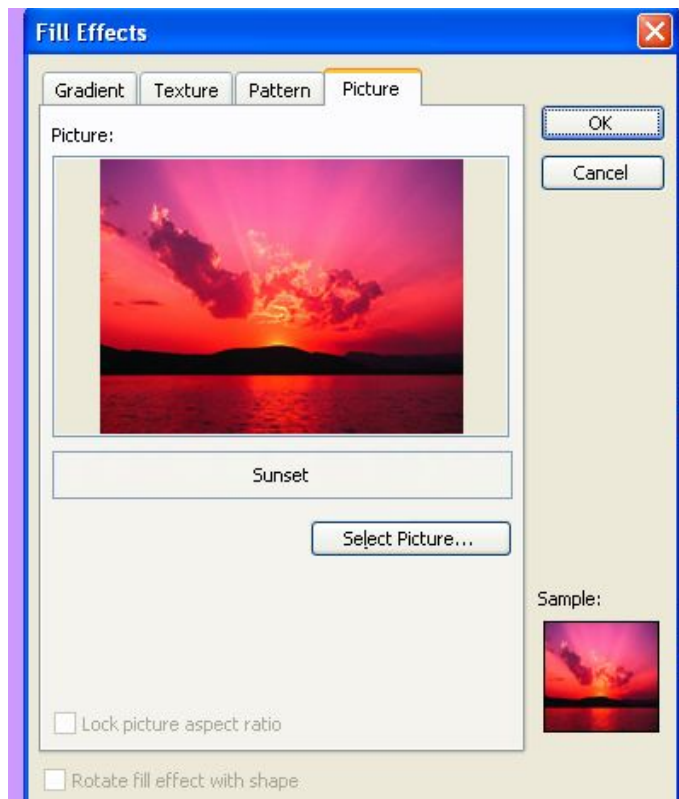 Fill Effects
Gradient Texture Pattern Picture
OK
Picture:
Cancel
Sunset
Select Picture...
Sample:
Lock picture aspect ratio
Rotate fill effect with shape